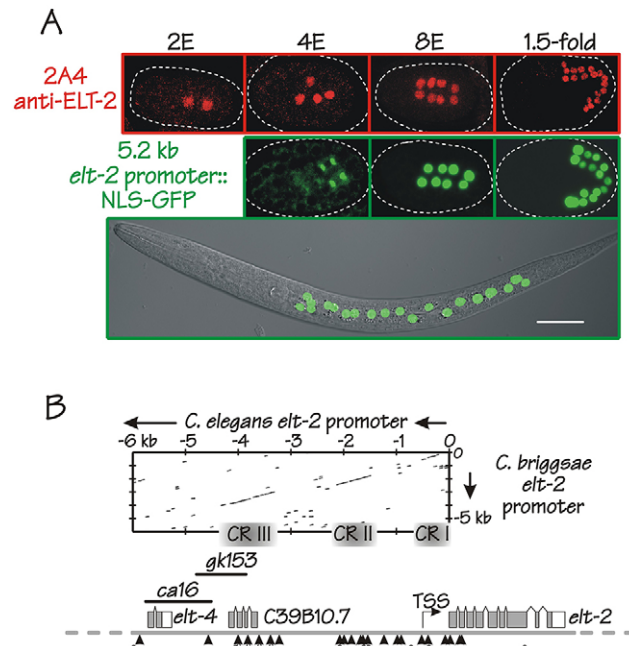 A
2E 4E 8E 1.5-fold
2A4
anti-ELT-2
5.2 kb
elt-2 promoter::
NLS-GFP
B
C. elegans elt-2 promoter
-6 kb -5 -4 -3 -2 -1 0
0
C. briggsae
elt-2
promoter
-5 kb
CR III CR II CR I
gk153
ca16
TSS
elt-4 C39B10.7 elt-2